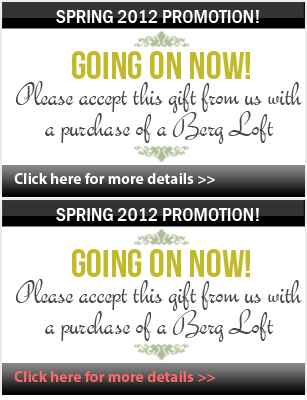 SPRING 2012 PROMOTION!
GOING ON NOW!
Please accept this gift from us with
a purchase of a Berg Loft
Click here for more details >>
SPRING 2012 PROMOTION!
GOING ON NOW!
Please accept this gift from us with
a purchase of a Berg Loft
Click here for more details >>